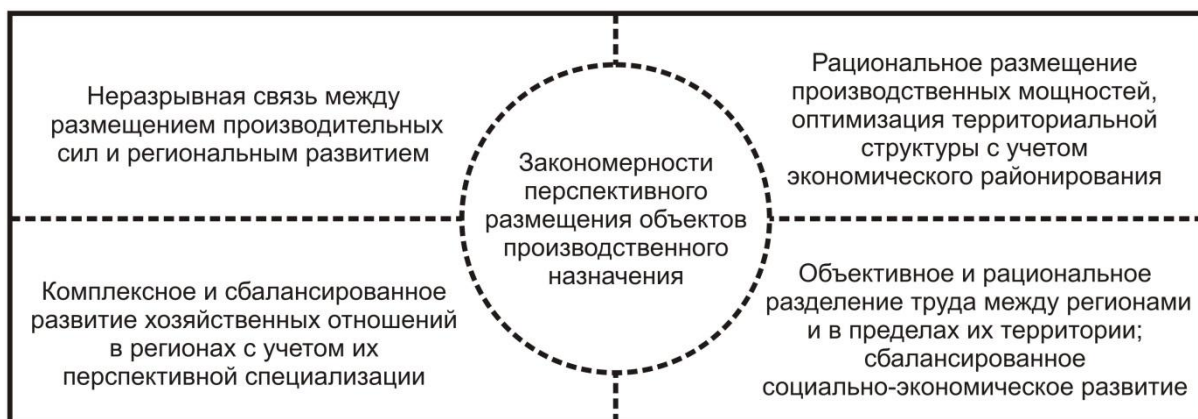 Неразрывная связь между
размещением производительных
сил и региональным развитием
Рациональное размещение
производственных мощностей,
оптимизация территориальной
структуры с учетом
экономического районирования
Закономерности
перспективного
размещения объектов
производственного
назначения
Комплексное и сбалансированное
развитие хозяйственных отношений
в регионах с учетом их
перспективной специализации
Объективное и рациональное
разделение труда между регионами
и в пределах их территории;
сбалансированное
социально-экономическое развитие